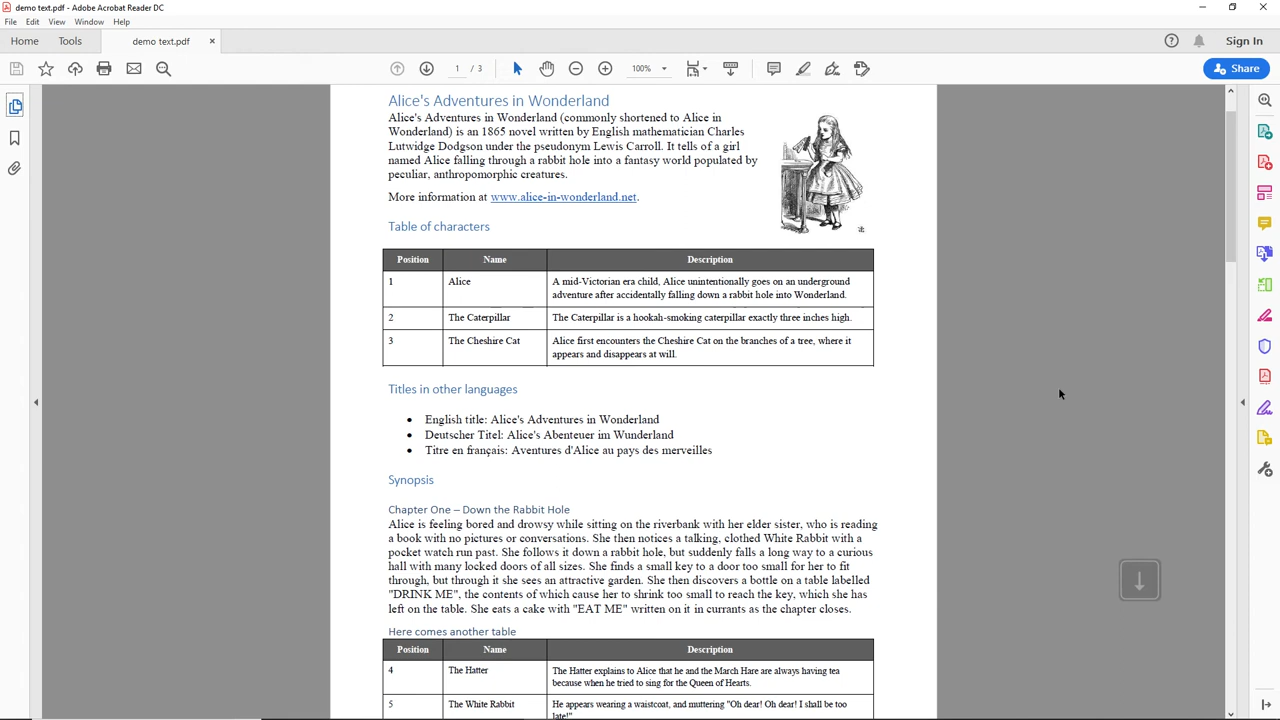 demo text.pdf - Adobe Acrobat Reader DC
File Edit View Window Help
Home Tools demo text.pdf × Sign In
1 / 3 100% Share
Alice's Adventures in Wonderland
Alice's Adventures in Wonderland (commonly shortened to Alice in
Wonderland) is an 1865 novel written by English mathematician Charles
Lutwidge Dodgson under the pseudonym Lewis Carroll. It tells of a girl
named Alice falling through a rabbit hole into a fantasy world populated by
peculiar, anthropomorphic creatures.
More information at www.alice-in-wonderland.net.
Table of characters
Position Name Description
1 Alice A mid-Victorian era child, Alice unintentionally goes on an underground
adventure after accidentally falling down a rabbit hole into Wonderland.
2 The Caterpillar The Caterpillar is a hookah-smoking caterpillar exactly three inches high.
3 The Cheshire Cat Alice first encounters the Cheshire Cat on the branches of a tree, where it
appears and disappears at will.
Titles in other languages
• English title: Alice's Adventures in Wonderland
• Deutscher Titel: Alice's Abenteuer im Wunderland
• Titre en français: Aventures d'Alice au pays des merveilles
Synopsis
Chapter One – Down the Rabbit Hole
Alice is feeling bored and drowsy while sitting on the riverbank with her elder sister, who is reading
a book with no pictures or conversations. She then notices a talking, clothed White Rabbit with a
pocket watch run past. She follows it down a rabbit hole, but suddenly falls a long way to a curious
hall with many locked doors of all sizes. She finds a small key to a door too small for her to fit
through, but through it she sees an attractive garden. She then discovers a bottle on a table labelled
"DRINK ME", the contents of which cause her to shrink too small to reach the key, which she has
left on the table. She eats a cake with "EAT ME" written on it in currants as the chapter closes.
Here comes another table
Position Name Description
4 The Hatter The Hatter explains to Alice that he and the March Hare are always having tea
because when he tried to sing for the Queen of Hearts.
5 The White Rabbit He appears wearing a waistcoat, and muttering "Oh dear! Oh dear! I shall be too
late!"